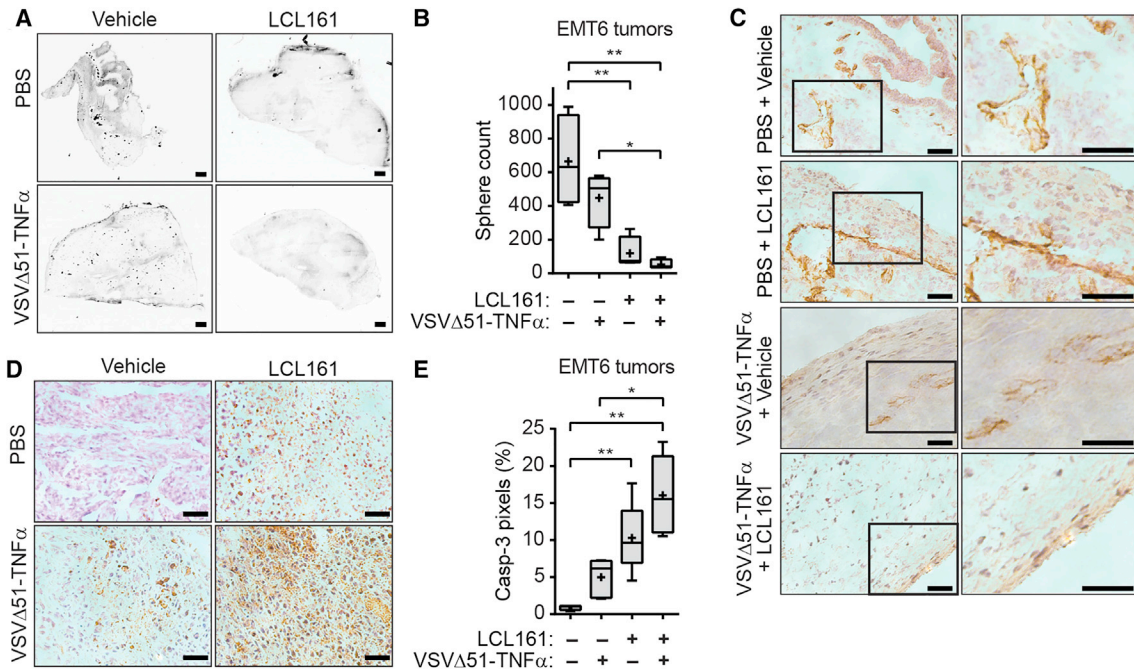 A
Vehicle
LCL161
PBS
VSVΔ51-TNFα
B
EMT6 tumors
**
**
*
Sphere count
1000
800
600
400
200
0
LCL161: – – + +
VSVΔ51-TNFα: – + – +
C
PBS + Vehicle
PBS + LCL161
VSVΔ51-TNFα
+ Vehicle
VSVΔ51-TNFα
+ LCL161
D
Vehicle
LCL161
PBS
VSVΔ51-TNFα
E
EMT6 tumors
*
**
**
Casp-3 pixels (%)
25
20
15
10
5
0
LCL161: – – + +
VSVΔ51-TNFα: – + – +